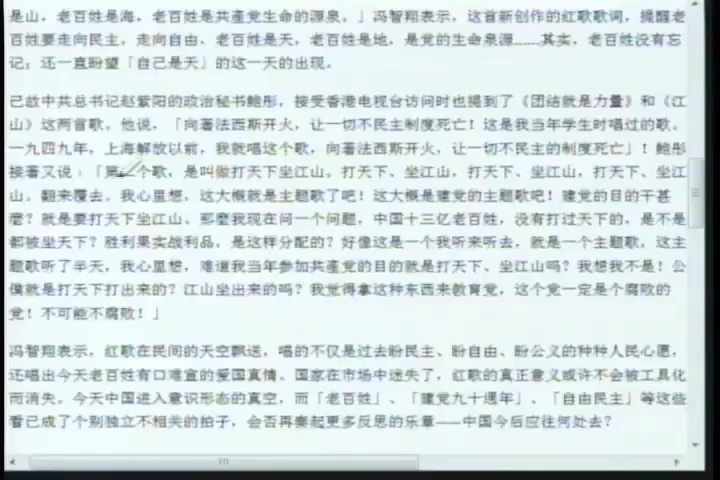 是山，老百姓是海，老百姓是共產党生命的源泉。」冯智翔表示，这首新创作的红歌歌词，提醒老
百姓要走向民主，走向自由、老百姓是天，老百姓是地，是党的生命泉源……其实，老百姓没有忘
记；还一直盼望「自己是天」的这一天的出现。
己故中共总书记赵紫阳的政治秘书鲍彤，接受香港电视台访问时也提到了《团结就是力量》和《江
山》这两首歌。他说，「向著法西斯开火，让一切不民主制度死亡！这是我当年学生时唱过的歌。
一九四九年，上海解放以前，我就唱这个歌，向著法西斯开火，让一切不民主的制度死亡」！鲍彤
接著又说：「第 个歌，是叫做打天下坐江山。打天下、坐江山，打天下、坐江山，打天下、坐江
山。翻来覆去。我心里想，这大概就是主题歌了吧！这大概是建党的主题歌吧！建党的目的干甚
麼？就是要打天下坐江山。那麼我现在问一个问题，中国十三亿老百姓，没有打过天下的，是不是
都被坐天下？胜利果实战利品，是这样分配的？好像这是一个我听来听去，就是一个主题歌，这主
题歌听了半天，我心里想，难道我当年参加共產党的目的就是打天下、坐江山吗？我想我不是！公
僕就是打天下打出来的？江山坐出来的吗？我觉得拿这种东西来教育党，这个党一定是个腐败的
党！不可能不腐败！」
冯智翔表示，红歌在民间的天空飘送，唱的不仅是过去盼民主、盼自由、盼公义的种种人民心愿，
还唱出今天老百姓有口难宣的爱国真情。国家在市场中迷失了，红歌的真正意义或许不会被工具化
而消失。今天中国进入意识形态的真空，而「老百姓」、「建党九十週年」、「自由民主」等这些
看已成了个别独立不相关的拍子，会否再奏起更多反思的乐章——中国今后应往何处去？